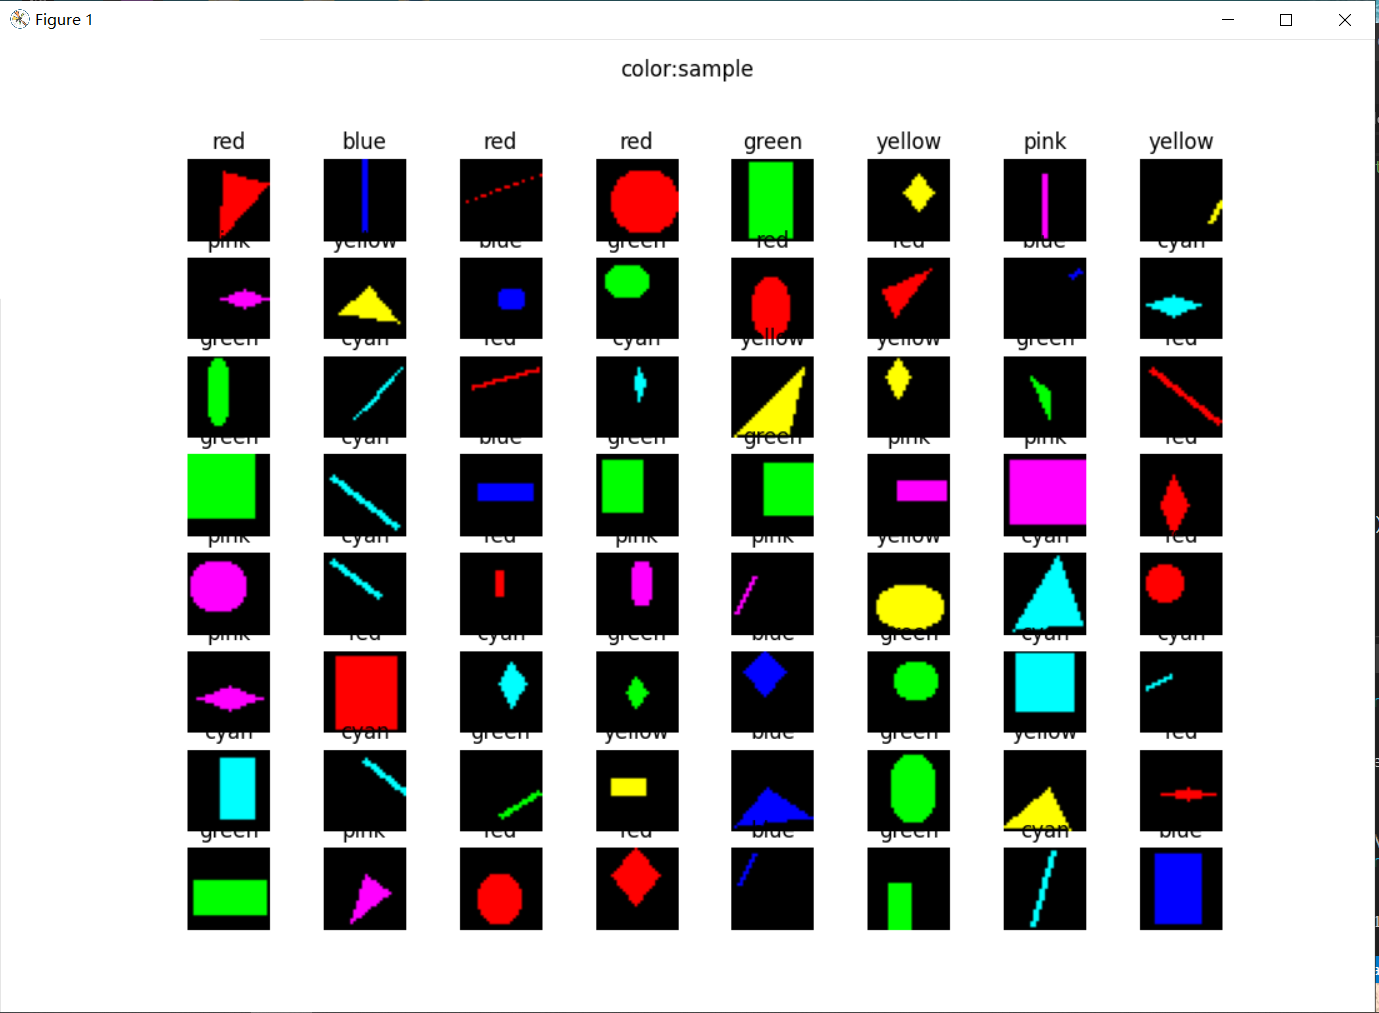 Figure 1
color:sample
red blue red red green yellow pink yellow
pink yellow blue green red red blue cyan
green cyan red cyan yellow yellow green red
green cyan blue green green pink pink red
pink cyan red pink pink yellow cyan red
pink red cyan green blue green cyan cyan
cyan cyan green yellow blue green yellow red
green pink red red blue green cyan blue